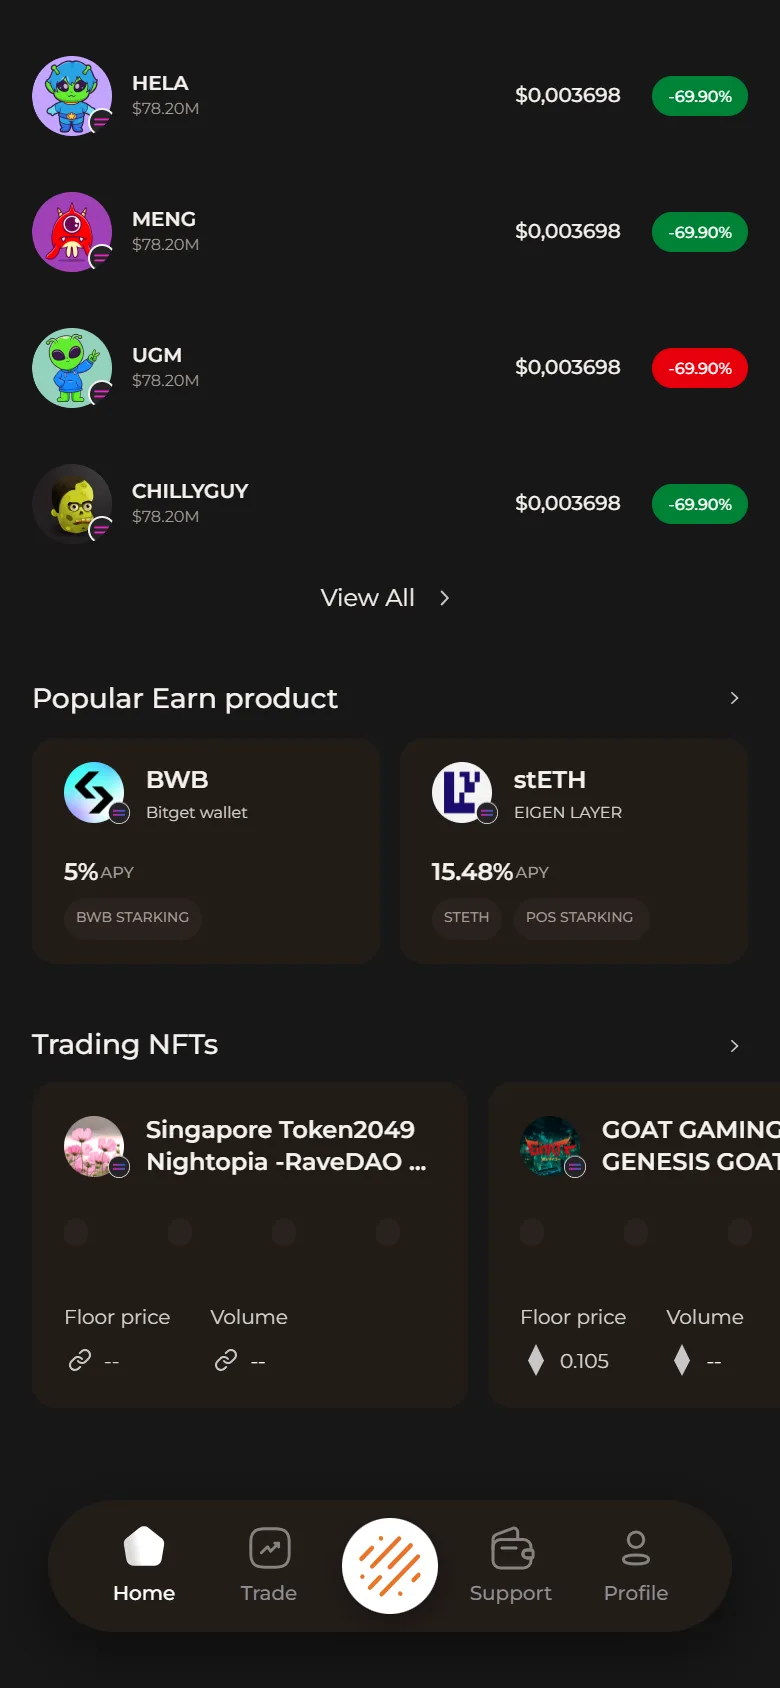 HELA
$78.20M
$0,003698
-69.90%
MENG
$78.20M
$0,003698
-69.90%
UGM
$78.20M
$0,003698
-69.90%
CHILLYGUY
$78.20M
$0,003698
-69.90%
View All
Popular Earn product
BWB
Bitget wallet
5% APY
BWB STARKING
stETH
EIGEN LAYER
15.48% APY
STETH
POS STARKING
Trading NFTs
Singapore Token2049
Nightopia -RaveDAO ...
Floor price
Volume
--
--
GOAT GAMING
GENESIS GOAT
Floor price
Volume
0.105
--
Home
Trade
Support
Profile